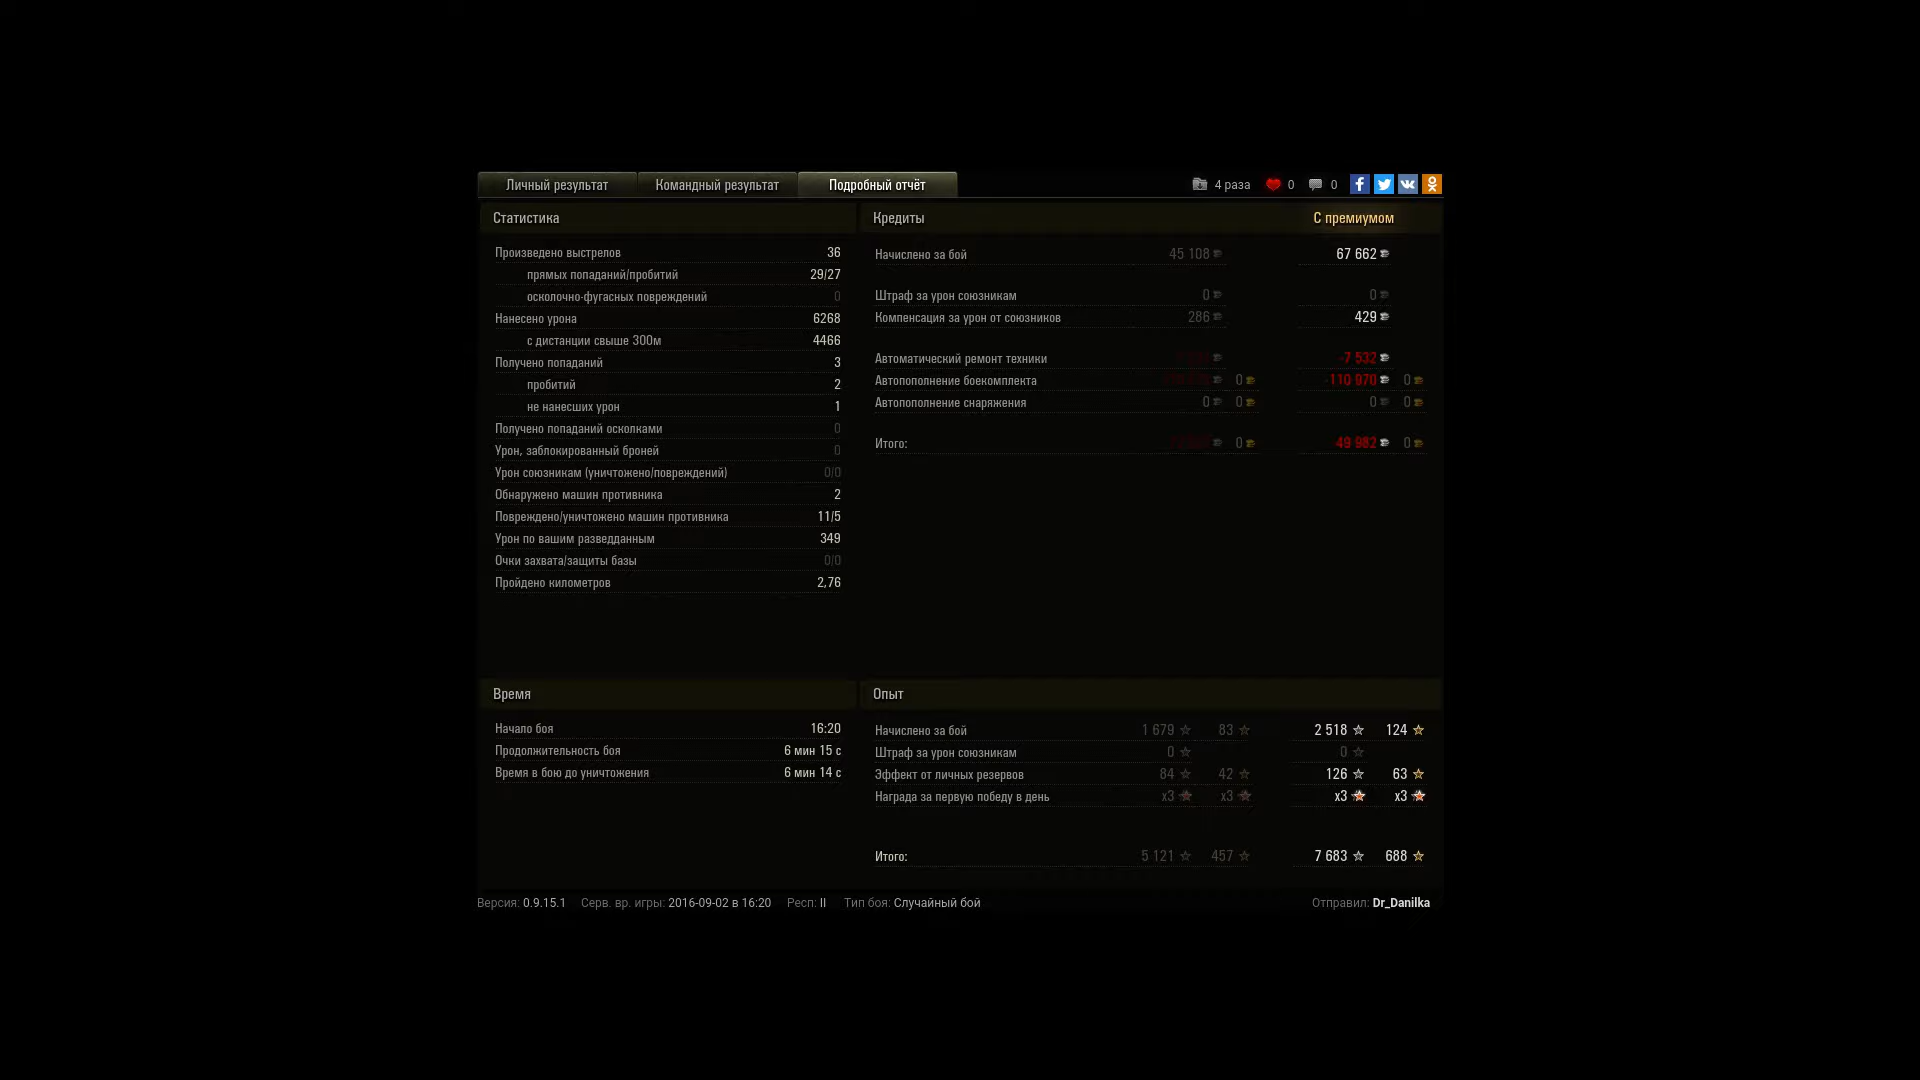 Личный результат Командный результат Подробный отчёт 4 раза 0 0
Статистика
Произведено выстрелов 36
прямых попаданий/пробитий 29/27
осколочно-фугасных повреждений 0
Нанесено урона 6268
с дистанции свыше 300м 4466
Получено попаданий 3
пробитий 2
не нанесших урон 1
Получено попаданий осколками 0
Урон, заблокированный броней 0
Урон союзникам (уничтожено/повреждений) 0/0
Обнаружено машин противника 2
Повреждено/уничтожено машин противника 11/5
Урон по вашим разведданным 349
Очки захвата/защиты базы 0/0
Пройдено километров 2,76
Кредиты С премиумом
Начислено за бой 45 108 67 662
Штраф за урон союзникам 0 0
Компенсация за урон от союзников 286 429
Автоматический ремонт техники -7 532
Автопополнение боекомплекта 0 -110 070 0
Автопополнение снаряжения 0 0 0 0
Итого: 0 -49 982 0
Время
Начало боя 16:20
Продолжительность боя 6 мин 15 с
Время в бою до уничтожения 6 мин 14 с
Опыт
Начислено за бой 1 679 83 2 518 124
Штраф за урон союзникам 0 0
Эффект от личных резервов 84 42 126 63
Награда за первую победу в день x3 x3 x3 x3
Итого: 5 121 457 7 683 688
Версия: 0.9.15.1 Серв. вр. игры: 2016-09-02 в 16:20 Респ: II Тип боя: Случайный бой Отправил: Dr_Danilka